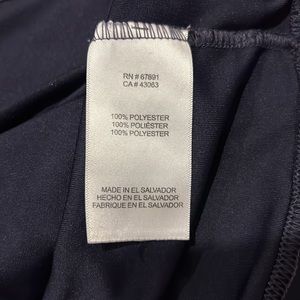 RN # 67891
CA # 43063
100% POLYESTER
100% POLIÉSTER
100% POLYESTER
MADE IN EL SALVADOR
HECHO EN EL SALVADOR
FABRIQUE EN EL SALVADOR